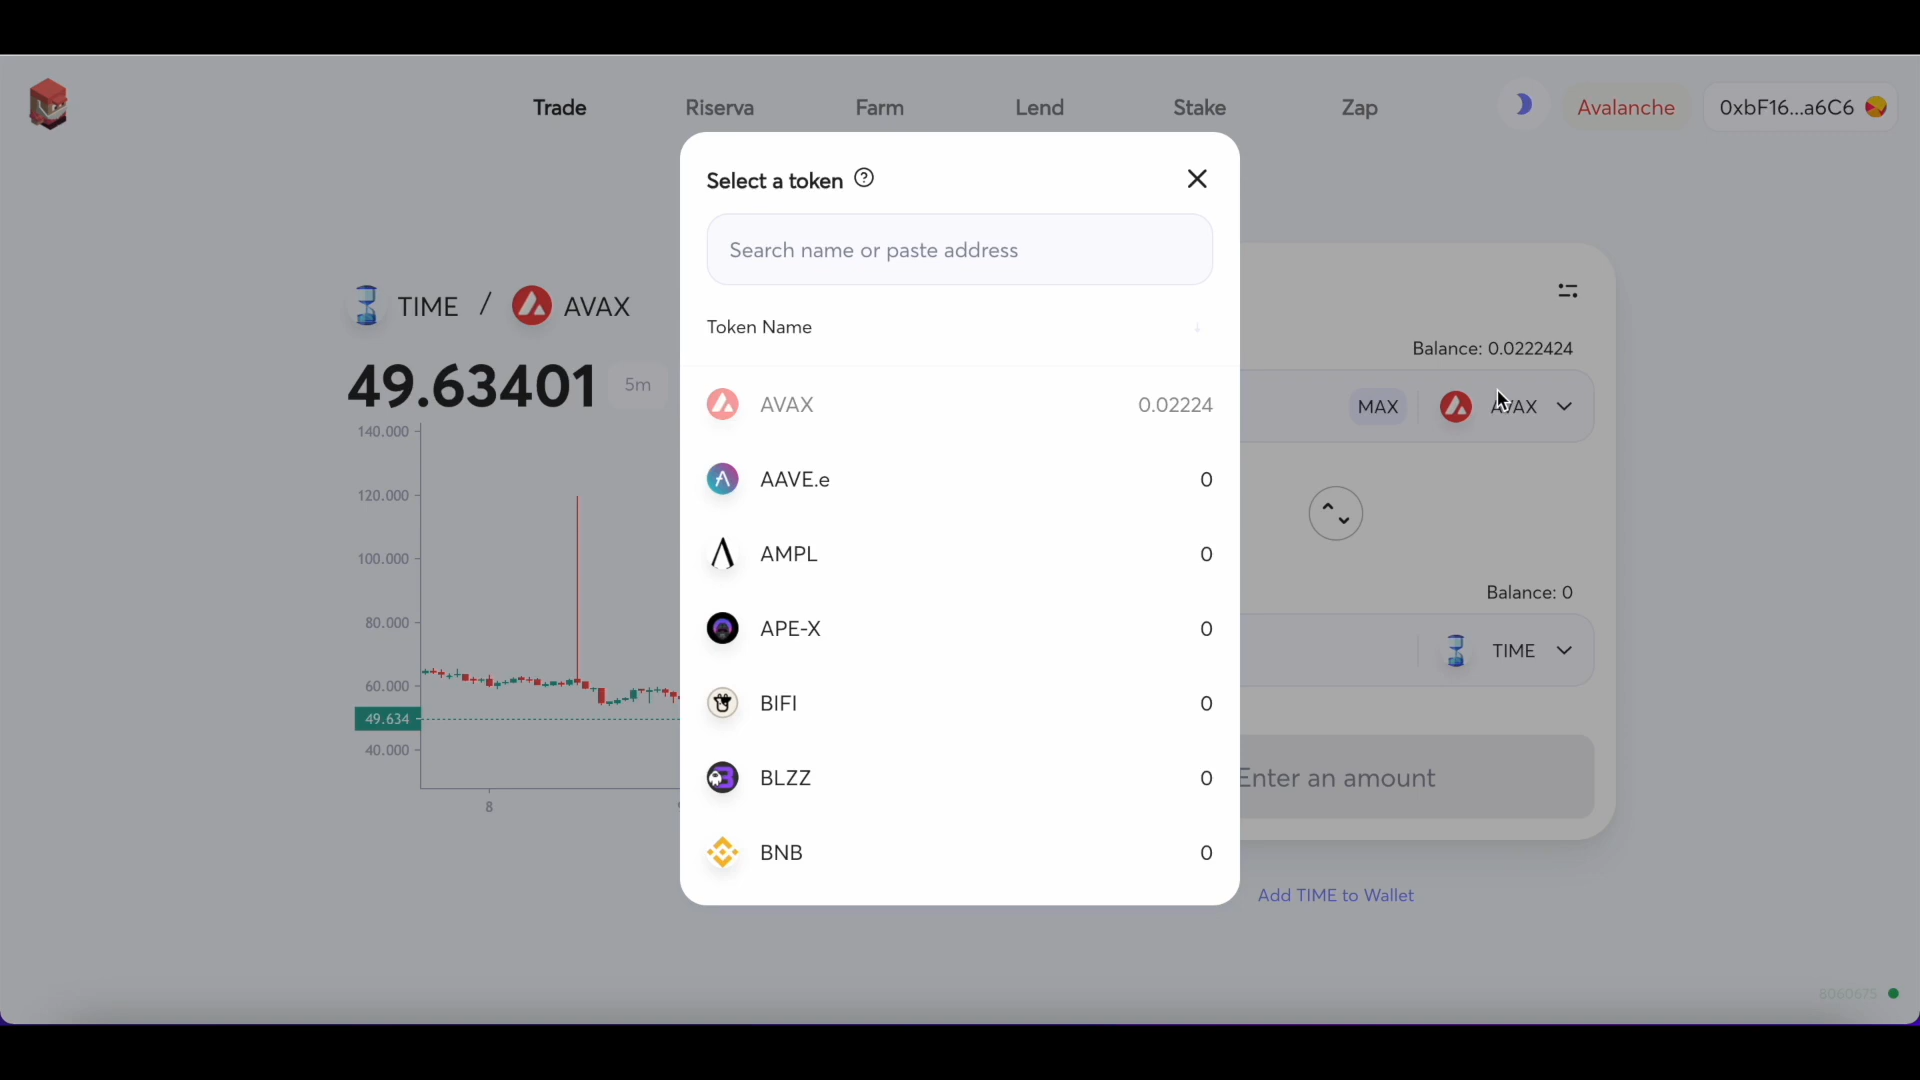 Trade
Riserva
Farm
Lend
Stake
Zap
Avalanche
0xbF16...a6C6
Select a token
Search name or paste address
Token Name
AVAX 0.02224
AAVE.e 0
AMPL 0
APE-X 0
BIFI 0
BLZZ 0
BNB 0
TIME / AVAX
49.63401 5m
140.000
120.000
100.000
80.000
60.000
49.634
40.000
8
Balance: 0.0222424
MAX
Balance: 0
TIME
Enter an amount
Add TIME to Wallet
8060675